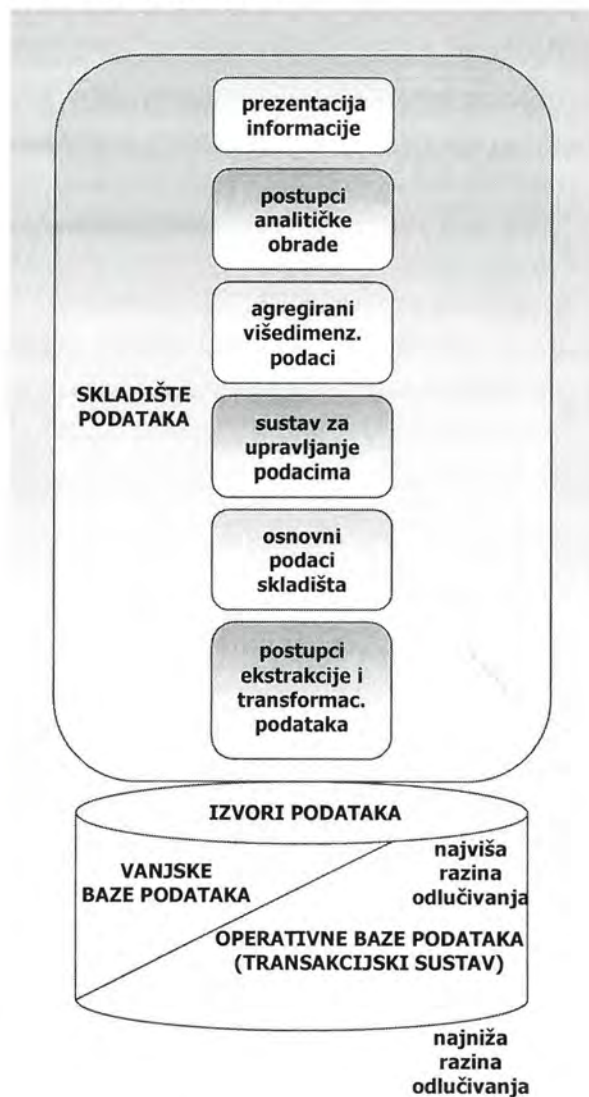 prezentacija
informacije
postupci
analitičke
obrade
agregirani
višedimenz.
podaci
SKLADIŠTE
PODATAKA
sustav za
upravljanje
podacima
osnovni
podaci
skladišta
postupci
ekstrakcije i
transformac.
podataka
IZVORI PODATAKA
VANJSKE
BAZE PODATAKA
najviša
razina
odlučivanja
OPERATIVNE BAZE PODATAKA
(TRANSAKCIJSKI SUSTAV)
najniža
razina
odlučivanja